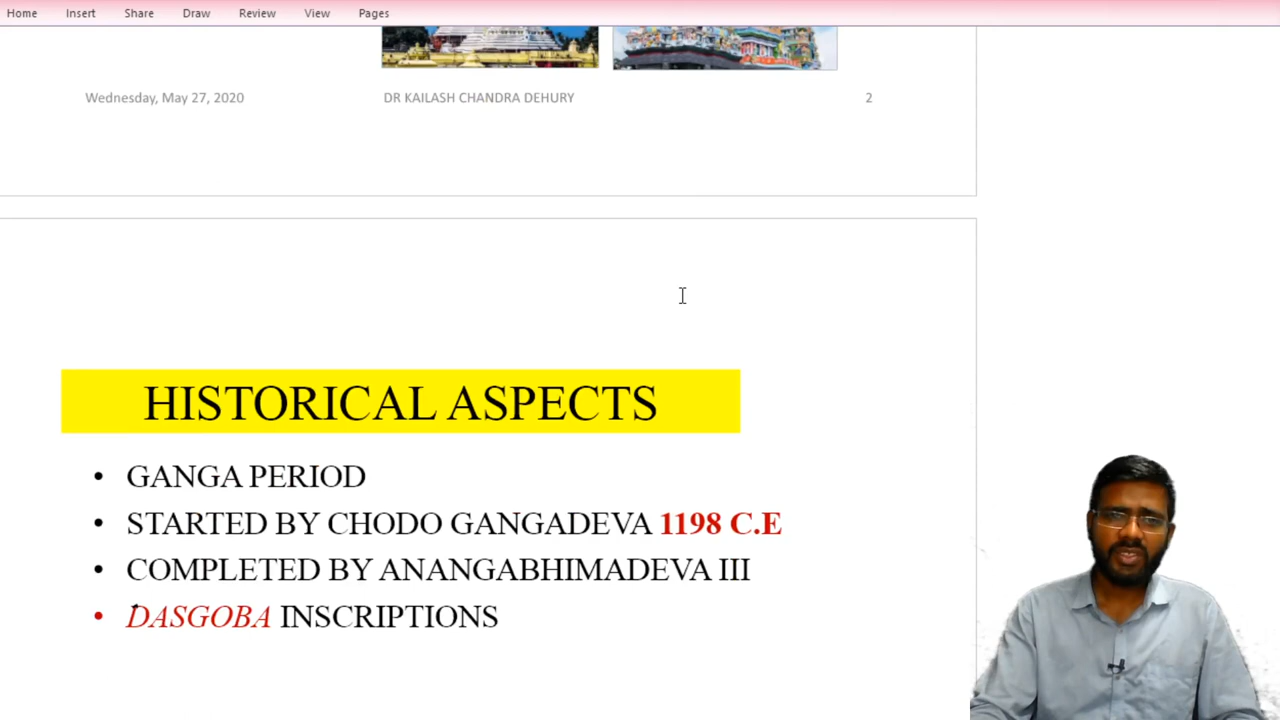 Home Insert Share Draw Review View Pages
Wednesday, May 27, 2020 DR KAILASH CHANDRA DEHURY 2
HISTORICAL ASPECTS
• GANGA PERIOD
• STARTED BY CHODO GANGADEVA 1198 C.E
• COMPLETED BY ANANGABHIMADEVA III
• DASGOBA INSCRIPTIONS